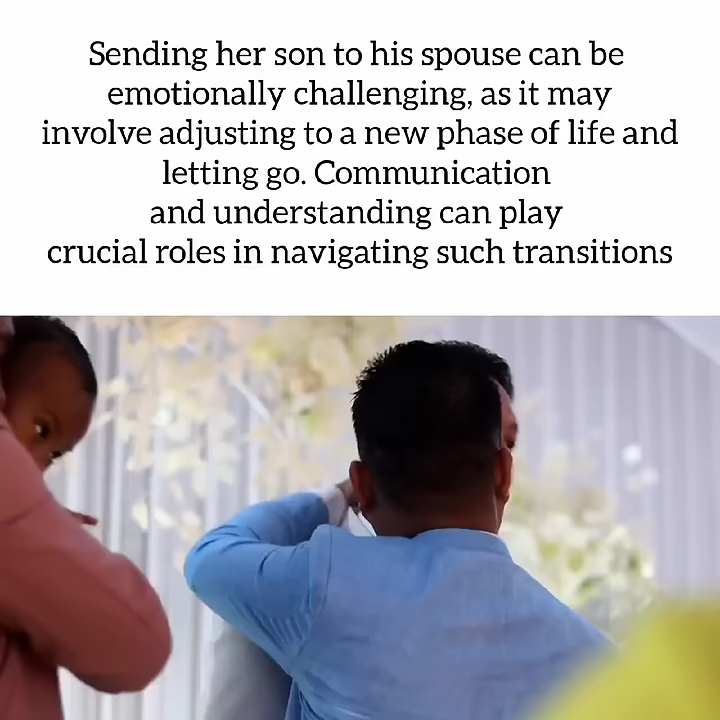 Sending her son to his spouse can be
emotionally challenging, as it may
involve adjusting to a new phase of life and
letting go. Communication
and understanding can play
crucial roles in navigating such transitions